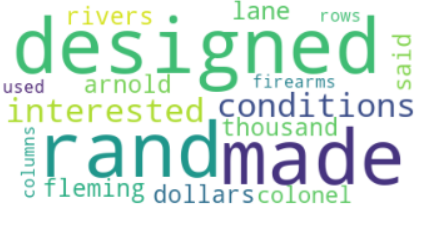 rivers lane rows
designed
said
used arnold firearms
interested conditions
thousand
rand made
columns
fleming dollars colonel